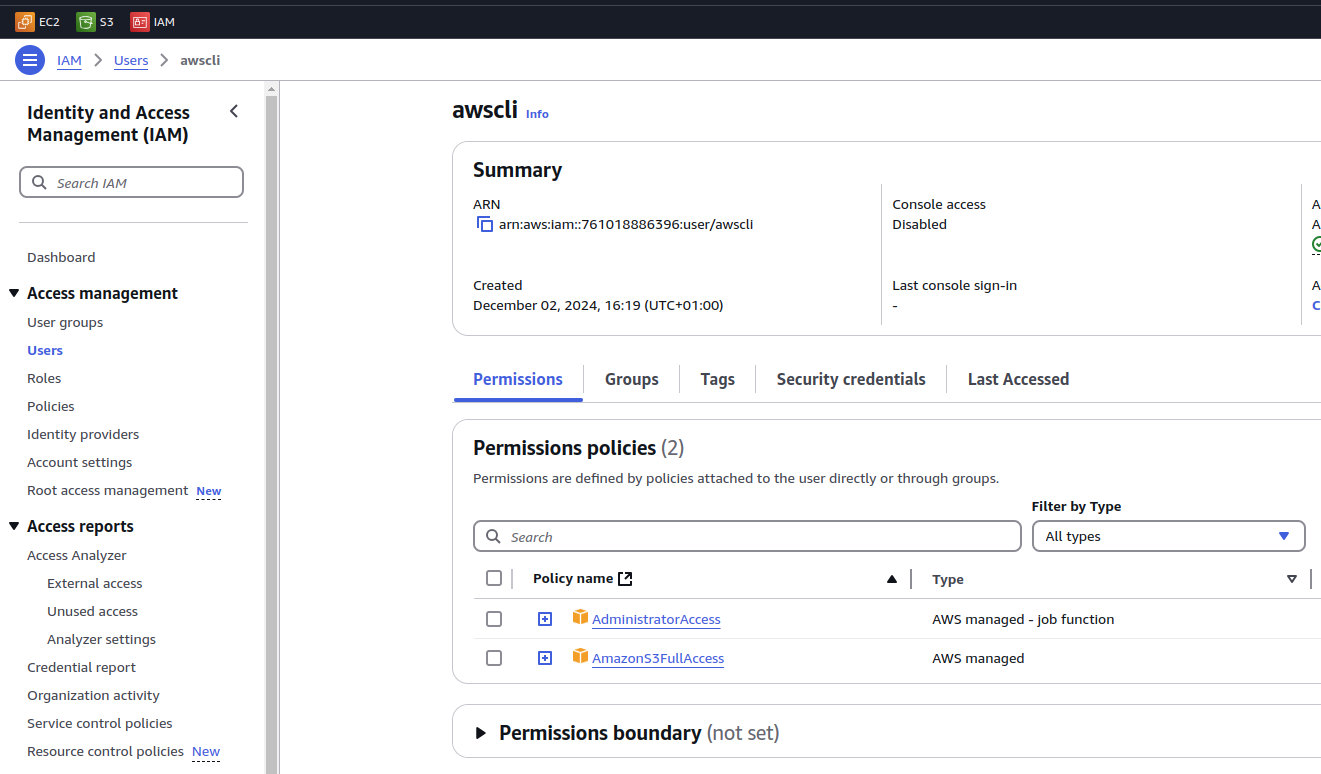 EC2 S3 IAM
IAM Users awscli
Identity and Access
Management (IAM)
Search IAM
Dashboard
Access management
User groups
Users
Roles
Policies
Identity providers
Account settings
Root access management New
Access reports
Access Analyzer
External access
Unused access
Analyzer settings
Credential report
Organization activity
Service control policies
Resource control policies New
awscli Info
Summary
ARN
arn:aws:iam::761018886396:user/awscli
Created
December 02, 2024, 16:19 (UTC+01:00)
Console access
Disabled
Last console sign-in
-
A
A
A
C
Permissions Groups Tags Security credentials Last Accessed
Permissions policies (2)
Permissions are defined by policies attached to the user directly or through groups.
Filter by Type
Search All types
Policy name Type
AdministratorAccess AWS managed - job function
AmazonS3FullAccess AWS managed
Permissions boundary (not set)